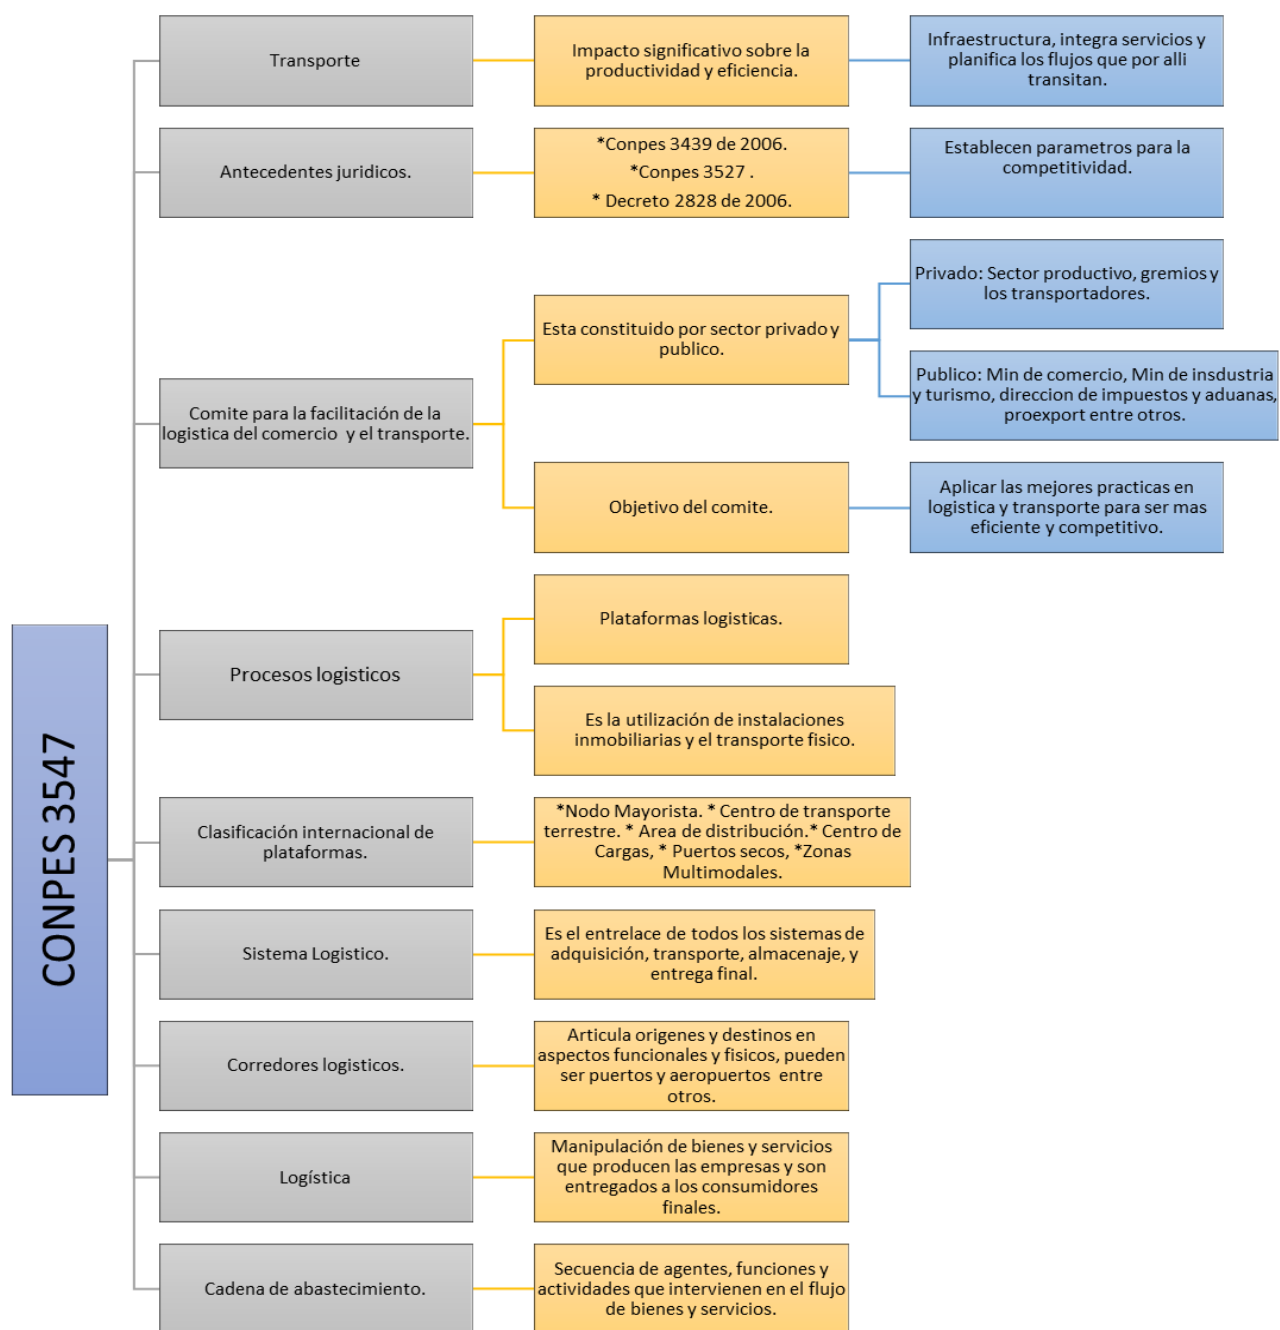 CONPES 3547
Transporte
Impacto significativo sobre la
productividad y eficiencia.
Infraestructura, integra servicios y
planifica los flujos que por alli
transitan.
Antecedentes juridicos.
*Conpes 3439 de 2006.
*Conpes 3527 .
* Decreto 2828 de 2006.
Establecen parametros para la
competitividad.
Comite para la facilitación de la
logistica del comercio y el transporte.
Esta constituido por sector privado y
publico.
Privado: Sector productivo, gremios y
los transportadores.
Publico: Min de comercio, Min de insdustria
y turismo, direccion de impuestos y aduanas,
proexport entre otros.
Objetivo del comite.
Aplicar las mejores practicas en
logistica y transporte para ser mas
eficiente y competitivo.
Procesos logisticos
Plataformas logisticas.
Es la utilización de instalaciones
inmobiliarias y el transporte fisico.
Clasificación internacional de
plataformas.
*Nodo Mayorista. * Centro de transporte
terrestre. * Area de distribución.* Centro de
Cargas, * Puertos secos, *Zonas
Multimodales.
Sistema Logistico.
Es el entrelace de todos los sistemas de
adquisición, transporte, almacenaje, y
entrega final.
Corredores logisticos.
Articula origenes y destinos en
aspectos funcionales y fisicos, pueden
ser puertos y aeropuertos entre
otros.
Logística
Manipulación de bienes y servicios
que producen las empresas y son
entregados a los consumidores
finales.
Cadena de abastecimiento.
Secuencia de agentes, funciones y
actividades que intervienen en el flujo
de bienes y servicios.